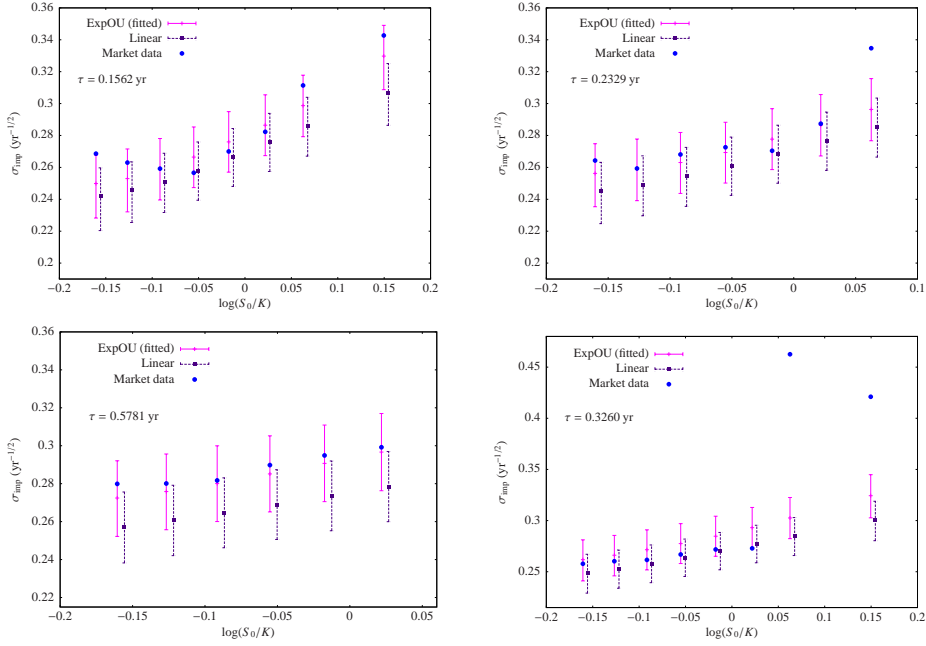 0.36
0.34
0.32
0.3
0.28
0.26
0.24
0.22
0.2
σimp (yr−1/2)
ExpOU (fitted)
Linear
Market data
τ = 0.1562 yr
−0.2 −0.15 −0.1 −0.05 0 0.05 0.1 0.15 0.2
log(S0/K)
0.36
0.34
0.32
0.3
0.28
0.26
0.24
0.22
0.2
σimp (yr−1/2)
ExpOU (fitted)
Linear
Market data
τ = 0.2329 yr
−0.2 −0.15 −0.1 −0.05 0 0.05 0.1
log(S0/K)
0.36
0.34
0.32
0.3
0.28
0.26
0.24
0.22
σimp (yr−1/2)
ExpOU (fitted)
Linear
Market data
τ = 0.5781 yr
−0.2 −0.15 −0.1 −0.05 0 0.05
log(S0/K)
0.45
0.4
0.35
0.3
0.25
σimp (yr−1/2)
ExpOU (fitted)
Linear
Market data
τ = 0.3260 yr
−0.2 −0.15 −0.1 −0.05 0 0.05 0.1 0.15 0.2
log(S0/K)